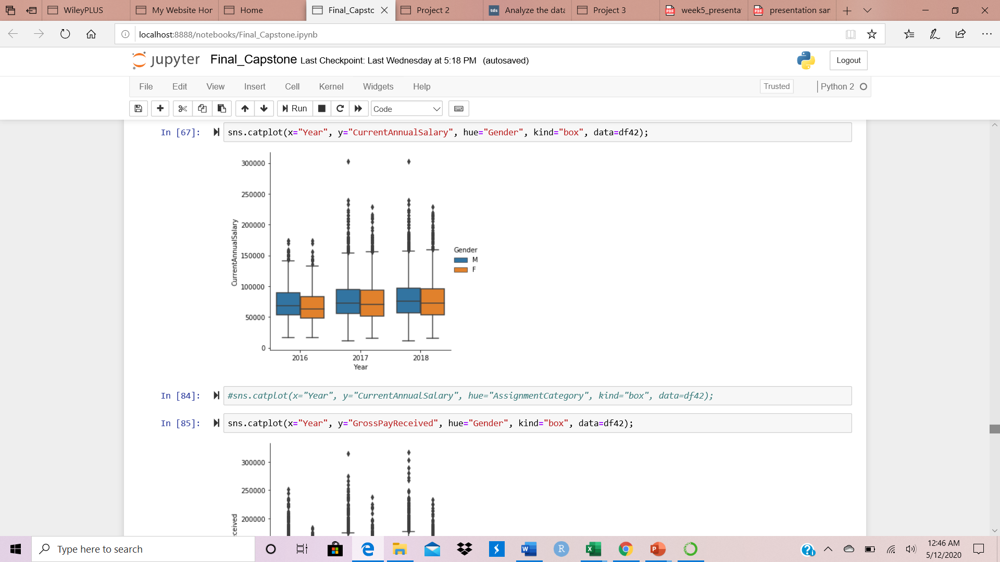 WileyPLUS
My Website Hor
Home
Final_Capstc
Project 2
tds Analyze the data
Project 3
PDF week5_presenta
PDF presentation sar
localhost:8888/notebooks/Final_Capstone.ipynb
jupyter Final_Capstone Last Checkpoint: Last Wednesday at 5:18 PM (autosaved)
Logout
File Edit View Insert Cell Kernel Widgets Help
Trusted
Python 2
Run
Code
In [67]: sns.catplot(x="Year", y="CurrentAnnualSalary", hue="Gender", kind="box", data=df42);
300000
250000
200000
150000
100000
50000
0
CurrentAnnualSalary
Gender
M
F
2016 2017 2018
Year
In [84]: #sns.catplot(x="Year", y="CurrentAnnualSalary", hue="AssignmentCategory", kind="box", data=df42);
In [85]: sns.catplot(x="Year", y="GrossPayReceived", hue="Gender", kind="box", data=df42);
300000
250000
200000
ceived
Type here to search
12:46 AM
5/12/2020